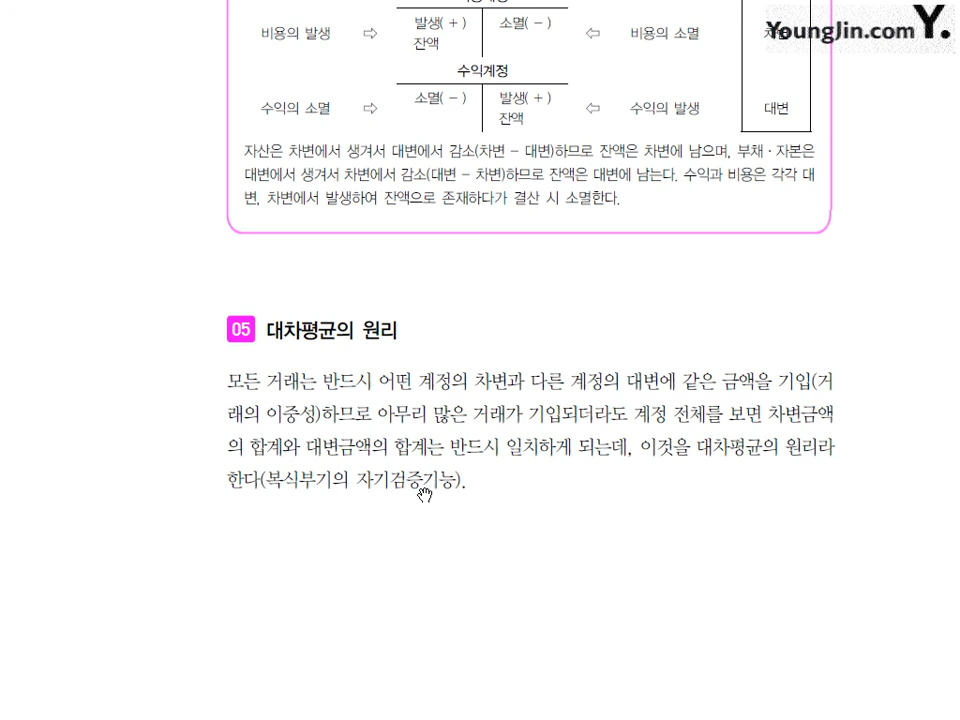 YoungJin.com Y.
비용의 발생 ⇨ 발생( + ) 소멸( − ) ⇦ 비용의 소멸
잔액
수익계정
수익의 소멸 ⇨ 소멸( − ) 발생( + ) ⇦ 수익의 발생 대변
잔액
자산은 차변에서 생겨서 대변에서 감소(차변 − 대변)하므로 잔액은 차변에 남으며, 부채 · 자본은
대변에서 생겨서 차변에서 감소(대변 − 차변)하므로 잔액은 대변에 남는다. 수익과 비용은 각각 대
변, 차변에서 발생하여 잔액으로 존재하다가 결산 시 소멸한다.
05 대차평균의 원리
모든 거래는 반드시 어떤 계정의 차변과 다른 계정의 대변에 같은 금액을 기입(거
래의 이중성)하므로 아무리 많은 거래가 기입되더라도 계정 전체를 보면 차변금액
의 합계와 대변금액의 합계는 반드시 일치하게 되는데, 이것을 대차평균의 원리라
한다(복식부기의 자기검증기능).